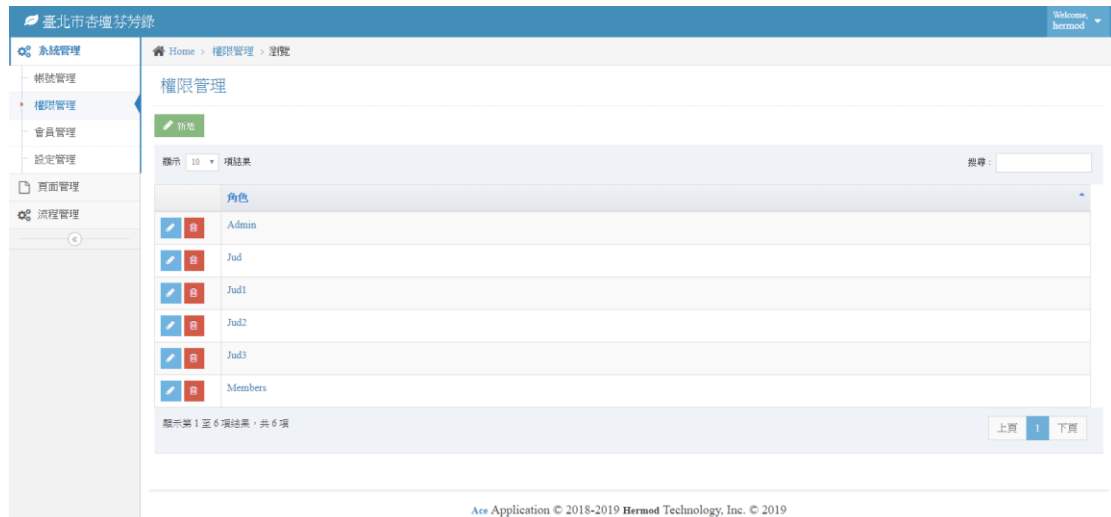 臺北市杏壇芬芳錄
Welcome,
hermod
系統管理
帳號管理
權限管理
會員管理
設定管理
頁面管理
流程管理
Home > 權限管理 > 瀏覽
權限管理
新增
顯示 10 項結果
搜尋:
角色
Admin
Jud
Jud1
Jud2
Jud3
Members
顯示第 1 至 6 項結果,共 6 項
上頁 1 下頁
Ace Application © 2018-2019 Hermod Technology, Inc. © 2019